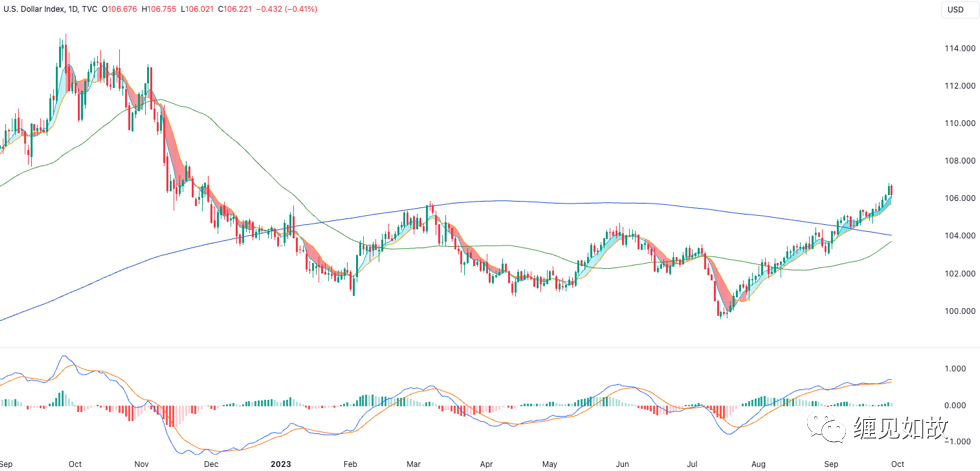 U.S. Dollar Index, 1D, TVC O106.676 H106.755 L106.021 C106.221 −0.432 (−0.41%)
USD
114.000
112.000
110.000
108.000
106.000
104.000
102.000
100.000
1.000
0.000
缠见如故
−1.000
Sep Oct Nov Dec 2023 Feb Mar Apr May Jun Jul Aug Sep Oct